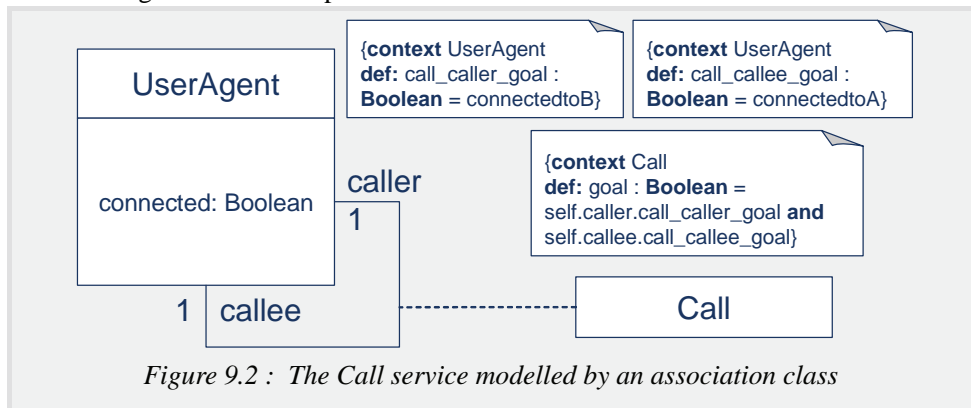 UserAgent
connected: Boolean
{context UserAgent
def: call_caller_goal :
Boolean = connectedtoB}
{context UserAgent
def: call_callee_goal :
Boolean = connectedtoA}
{context Call
def: goal : Boolean =
self.caller.call_caller_goal and
self.callee.call_callee_goal}
caller
1
1 callee
Call
Figure 9.2 : The Call service modelled by an association class